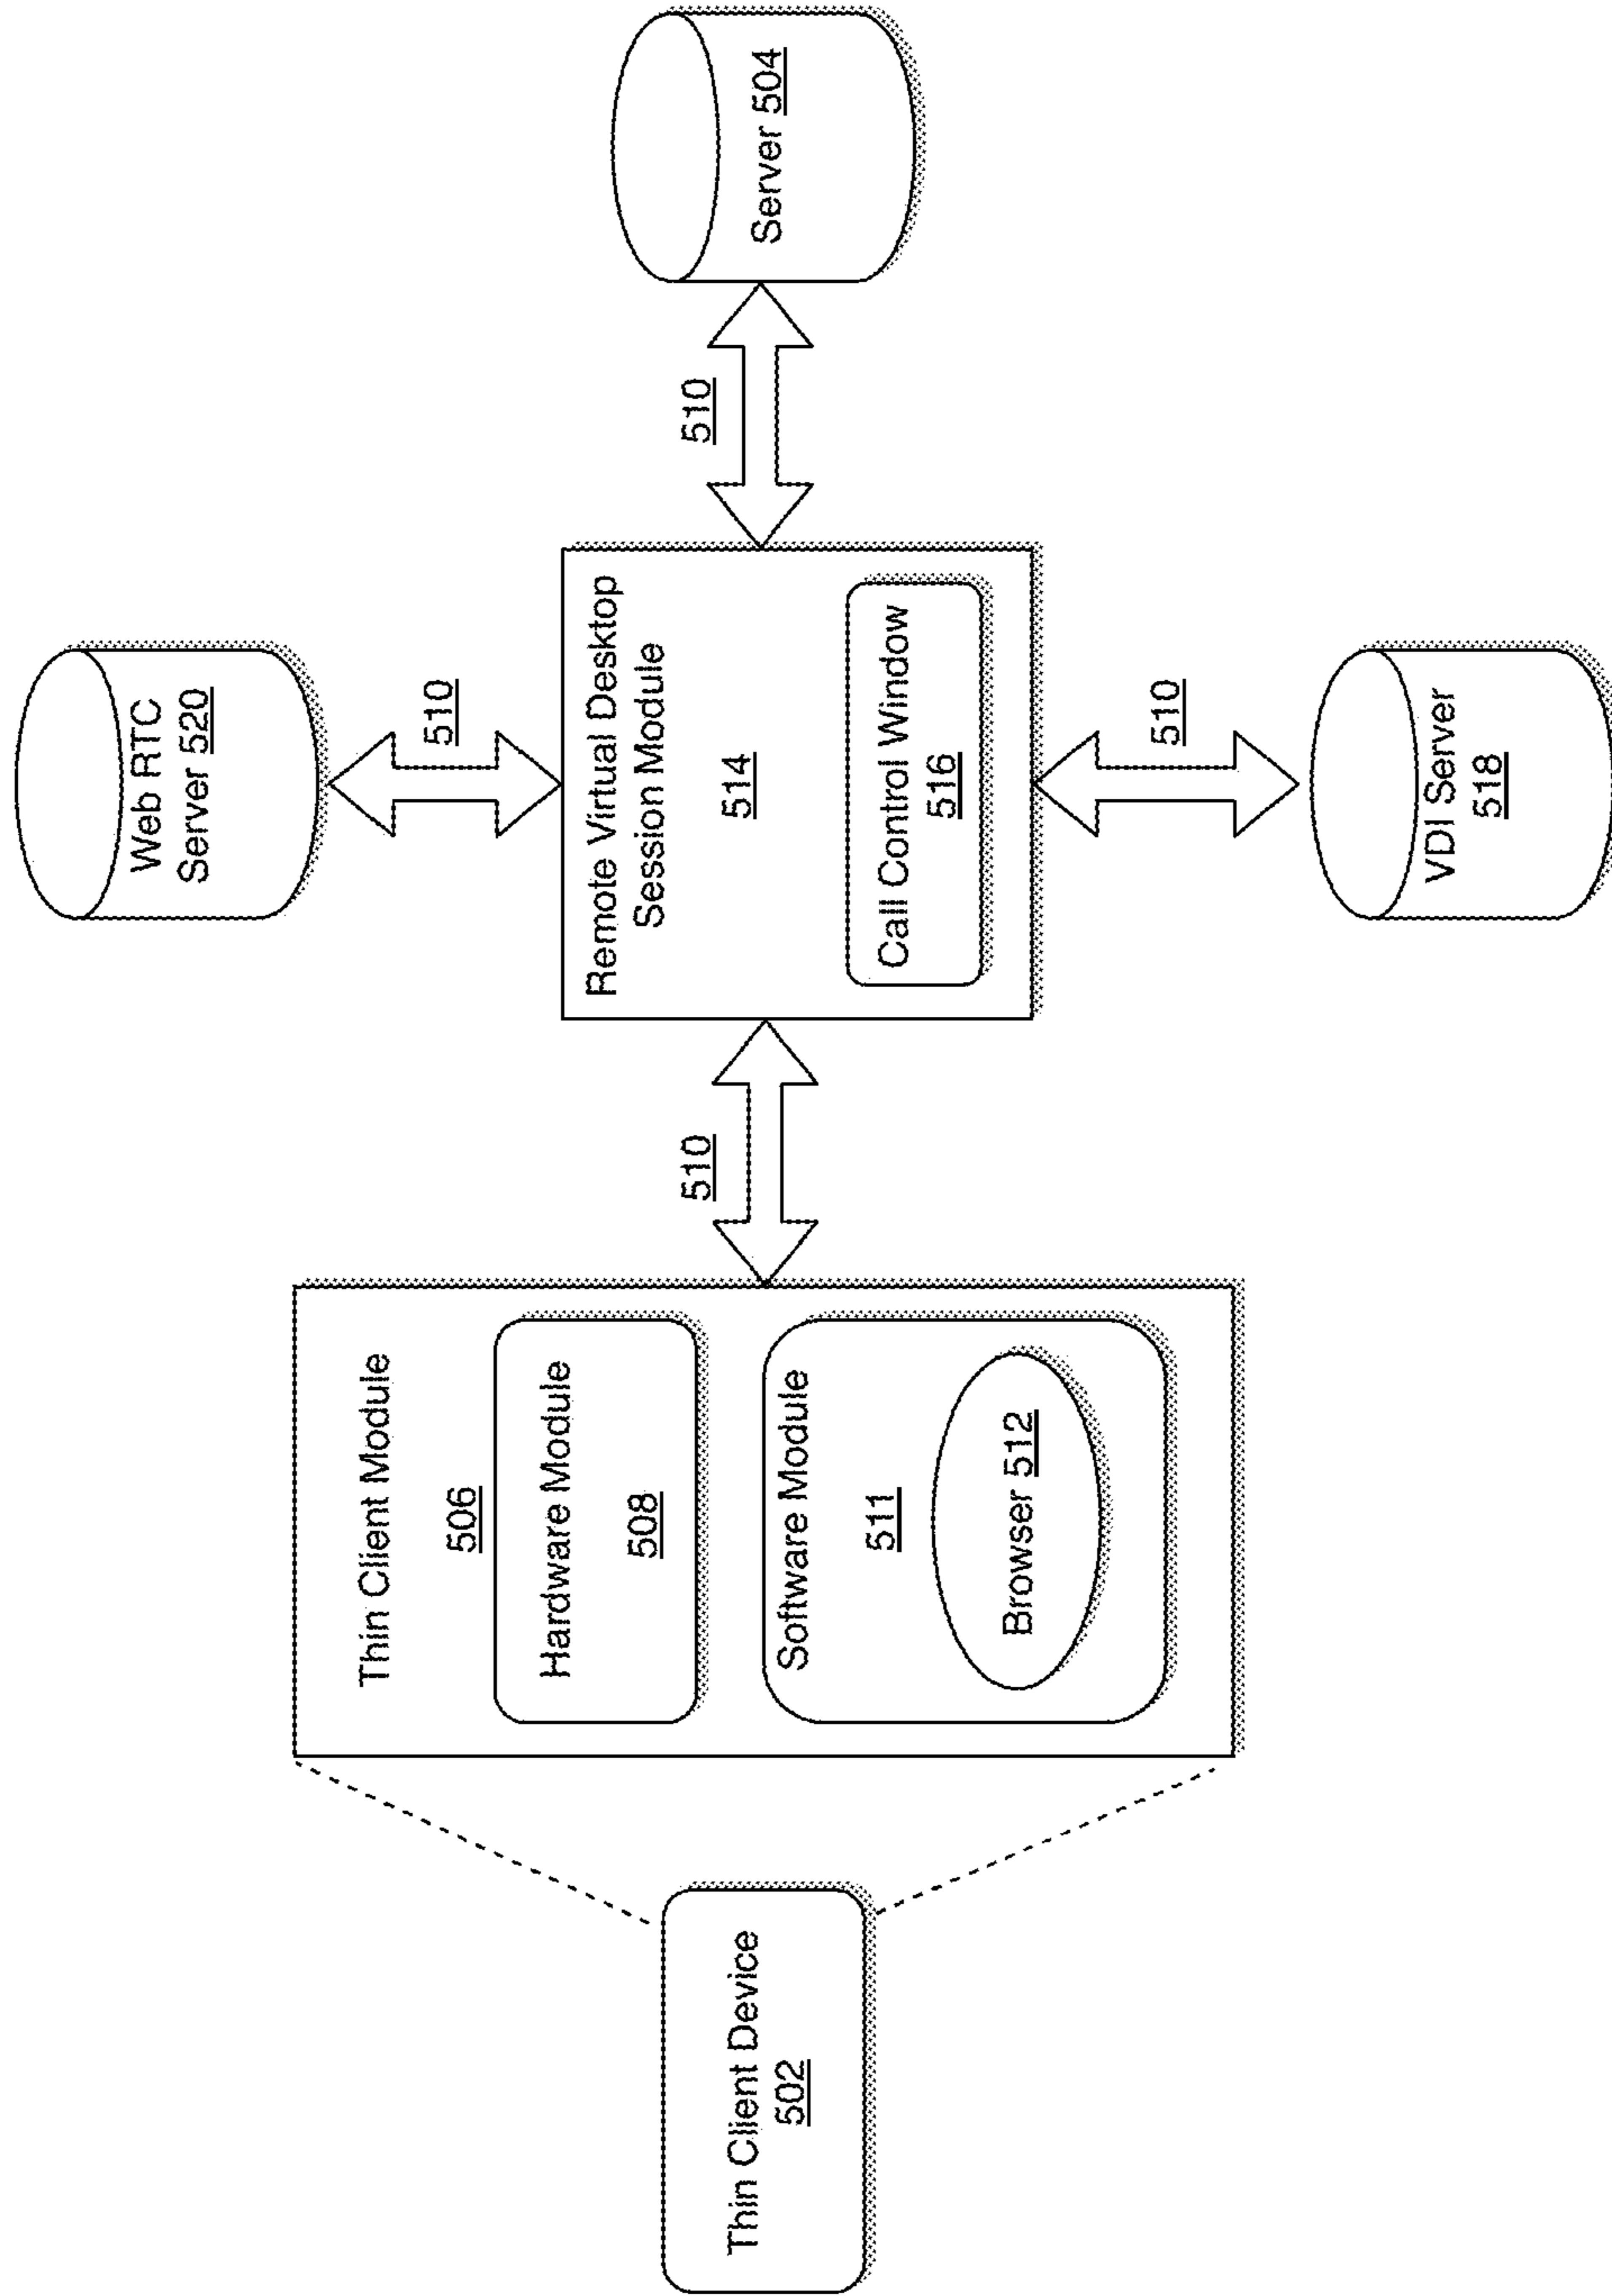 Thin Client Device
502
Thin Client Module
506
Hardware Module
508
Software Module
511
Browser 512
510
Web RTC
Server 520
510
Remote Virtual Desktop
Session Module
514
Call Control Window
516
510
VDI Server
518
510
Server 504